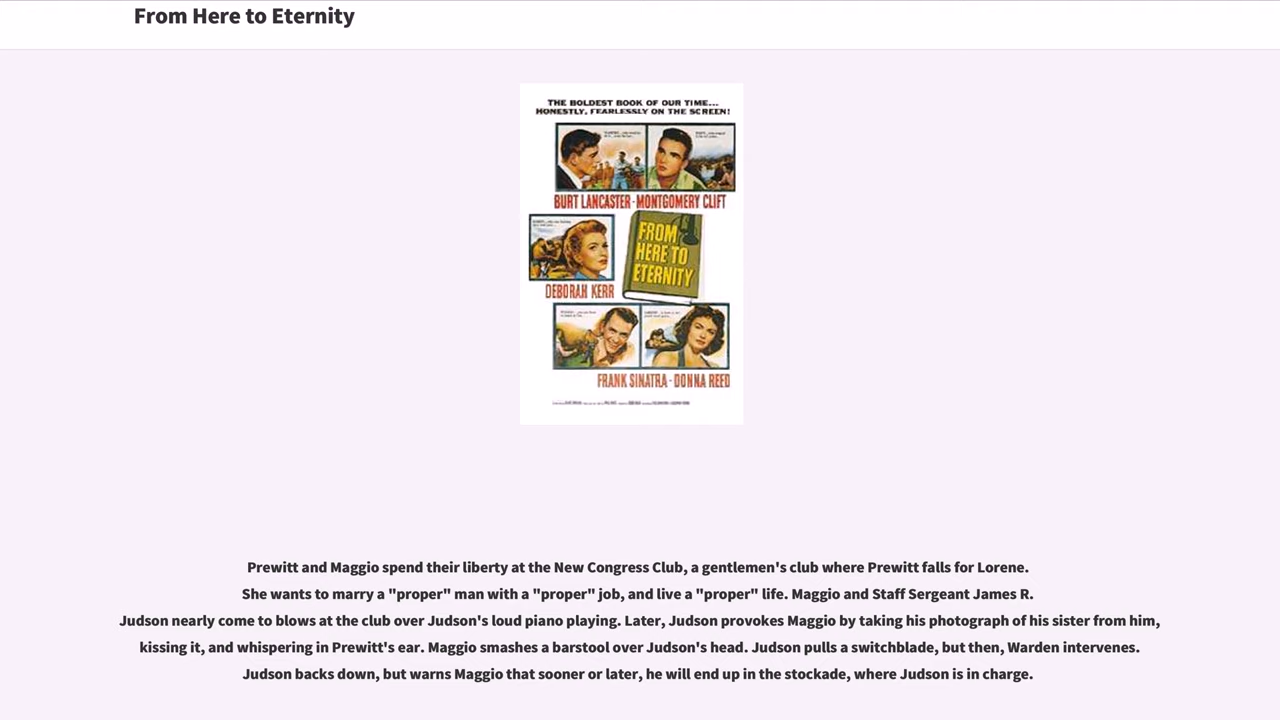 From Here to Eternity
THE BOLDEST BOOK OF OUR TIME...
HONESTLY, FEARLESSLY ON THE SCREEN!
BURT LANCASTER-MONTGOMERY CLIFT
FROM
HERE TO
ETERNITY
DEBORAH KERR
FRANK SINATRA-DONNA REED
Prewitt and Maggio spend their liberty at the New Congress Club, a gentlemen's club where Prewitt falls for Lorene.
She wants to marry a "proper" man with a "proper" job, and live a "proper" life. Maggio and Staff Sergeant James R.
Judson nearly come to blows at the club over Judson's loud piano playing. Later, Judson provokes Maggio by taking his photograph of his sister from him,
kissing it, and whispering in Prewitt's ear. Maggio smashes a barstool over Judson's head. Judson pulls a switchblade, but then, Warden intervenes.
Judson backs down, but warns Maggio that sooner or later, he will end up in the stockade, where Judson is in charge.